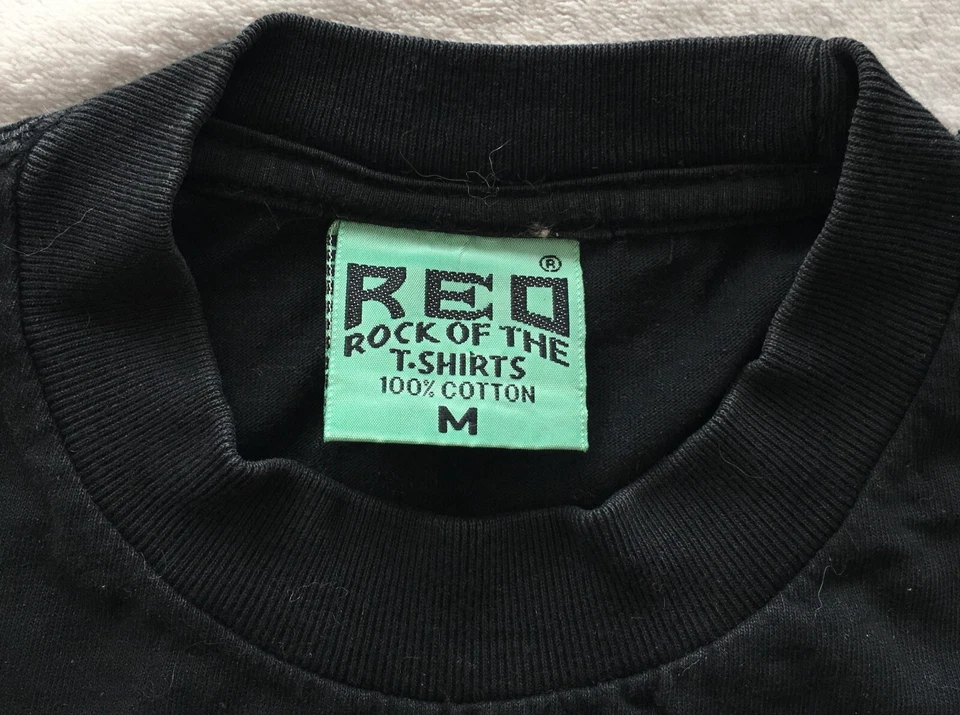 REO ®
ROCK OF THE
T-SHIRTS
100% COTTON
M